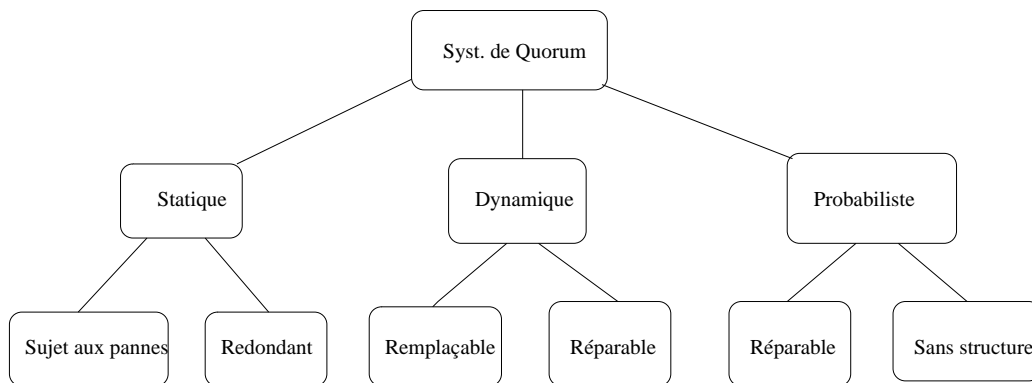 Syst. de Quorum
Statique
Dynamique
Probabiliste
Sujet aux pannes
Redondant
Remplaçable
Réparable
Réparable
Sans structure